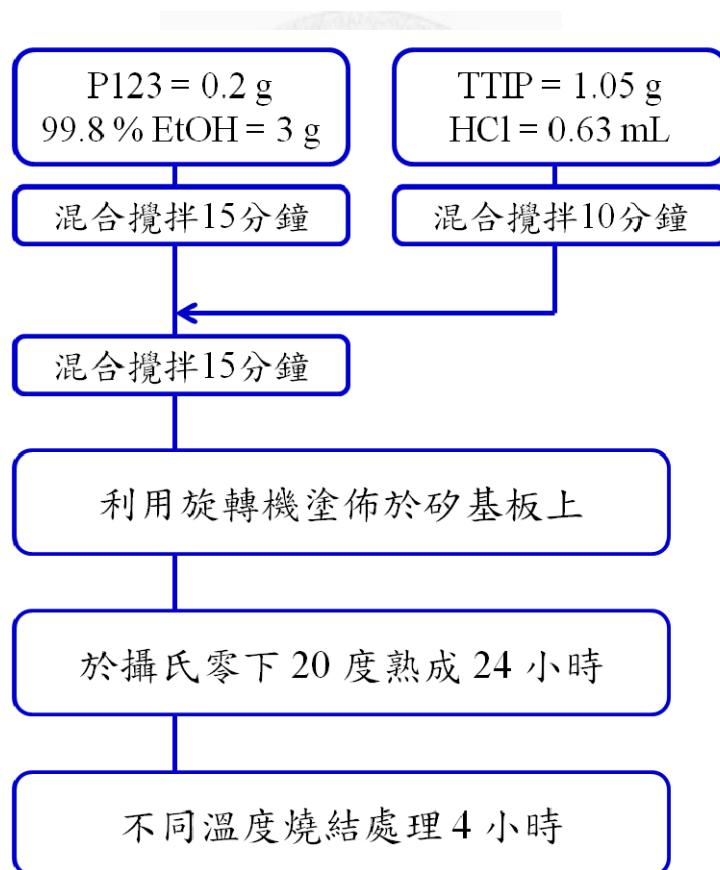 P123 = 0.2 g
99.8 % EtOH = 3 g
TTIP = 1.05 g
HCl = 0.63 mL
混合攪拌15分鐘
混合攪拌10分鐘
混合攪拌15分鐘
利用旋轉機塗佈於矽基板上
於攝氏零下 20 度熟成 24 小時
不同溫度燒結處理 4 小時